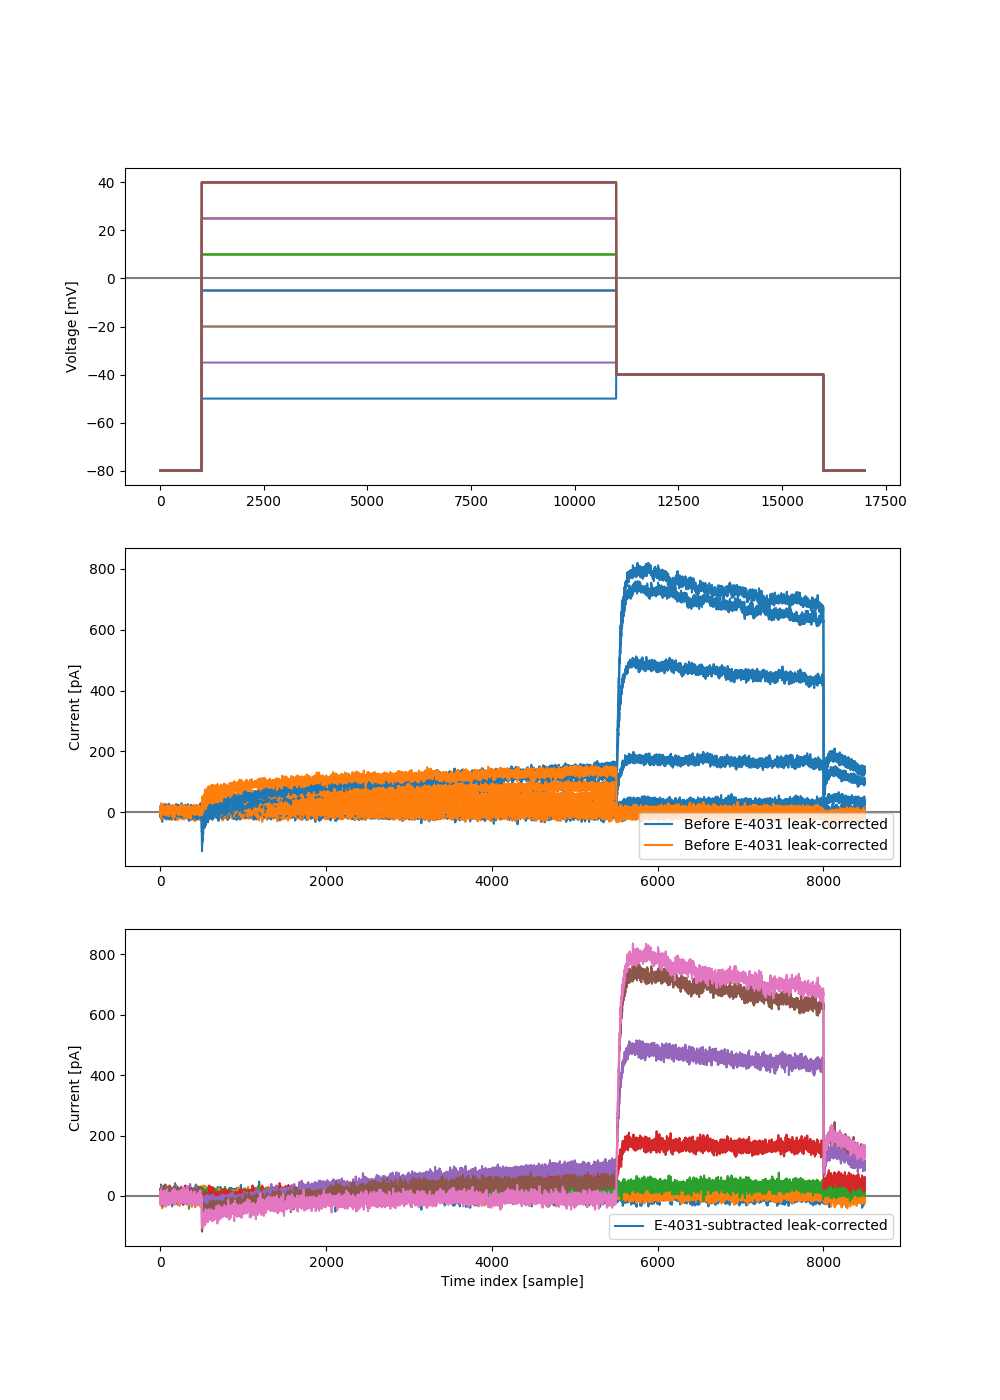 40
20
0
−20
−40
−60
−80
Voltage [mV]
0 2500 5000 7500 10000 12500 15000 17500
800
600
400
200
0
Current [pA]
Before E-4031 leak-corrected
Before E-4031 leak-corrected
0 2000 4000 6000 8000
800
600
400
200
0
Current [pA]
E-4031-subtracted leak-corrected
0 2000 4000 6000 8000
Time index [sample]